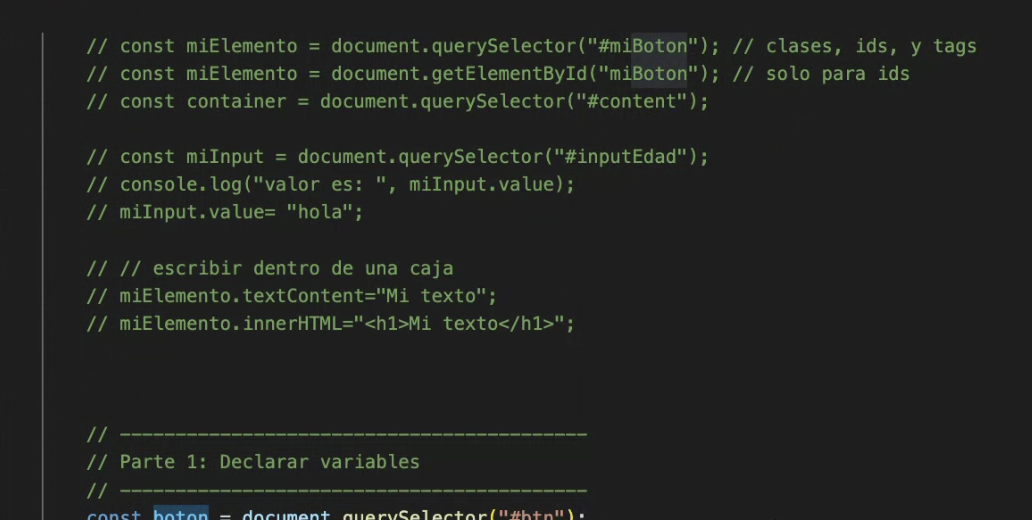 // const miElemento = document.querySelector("#miBoton"); // clases, ids, y tags
// const miElemento = document.getElementById("miBoton"); // solo para ids
// const container = document.querySelector("#content");
// const miInput = document.querySelector("#inputEdad");
// console.log("valor es: ", miInput.value);
// miInput.value= "hola";
// // escribir dentro de una caja
// miElemento.textContent="Mi texto";
// miElemento.innerHTML="<h1>Mi texto</h1>";
// ------------------------------------------
// Parte 1: Declarar variables
// ------------------------------------------
const boton = document.querySelector("#btn");